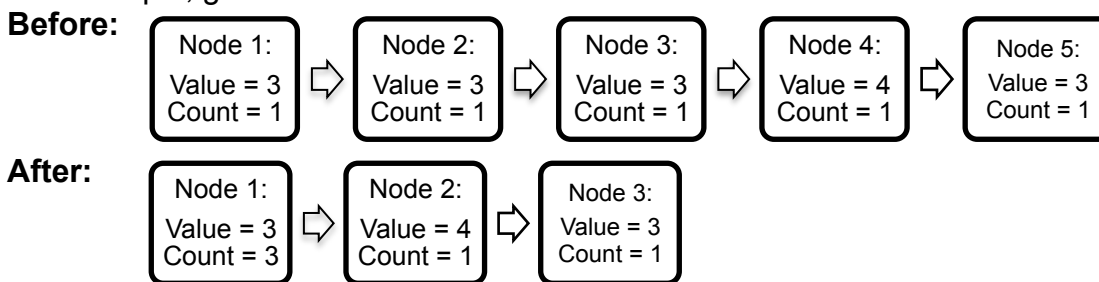 Before:
Node 1:
Value = 3
Count = 1
Node 2:
Value = 3
Count = 1
Node 3:
Value = 3
Count = 1
Node 4:
Value = 4
Count = 1
Node 5:
Value = 3
Count = 1
After:
Node 1:
Value = 3
Count = 3
Node 2:
Value = 4
Count = 1
Node 3:
Value = 3
Count = 1